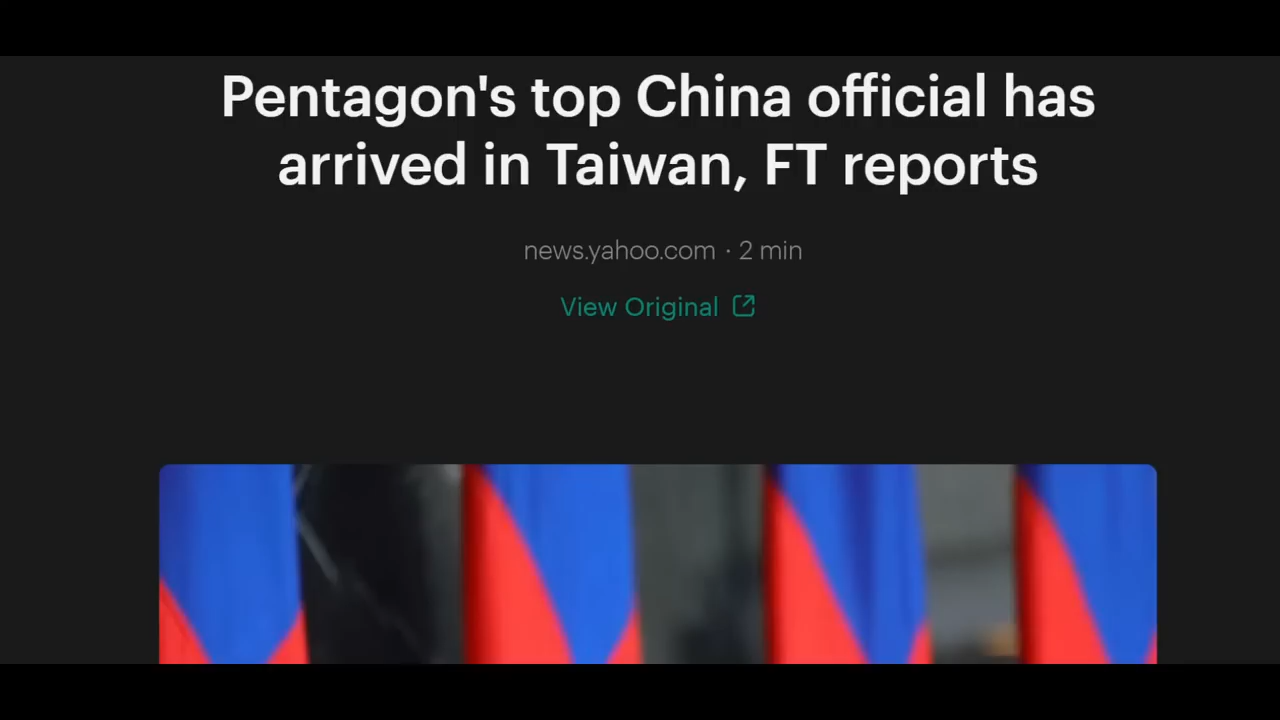 Pentagon's top China official has
arrived in Taiwan, FT reports
news.yahoo.com · 2 min
View Original